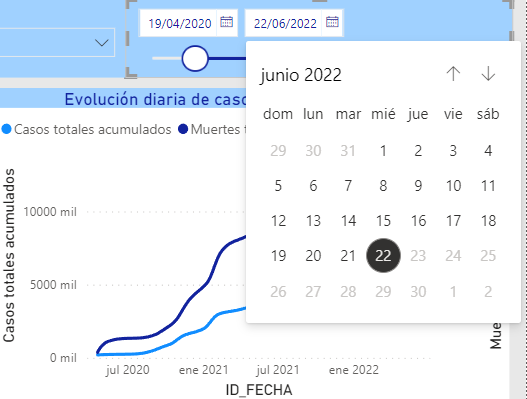 19/04/2020 22/06/2022
Evolución diaria de caso
Casos totales acumulados Muertes
junio 2022
dom lun mar mié jue vie sáb
29 30 31 1 2 3 4
5 6 7 8 9 10 11
12 13 14 15 16 17 18
19 20 21 22 23 24 25
26 27 28 29 30 1 2
Casos totales acumulados
10000 mil
5000 mil
0 mil
jul 2020 ene 2021 jul 2021 ene 2022
ID_FECHA
Mue